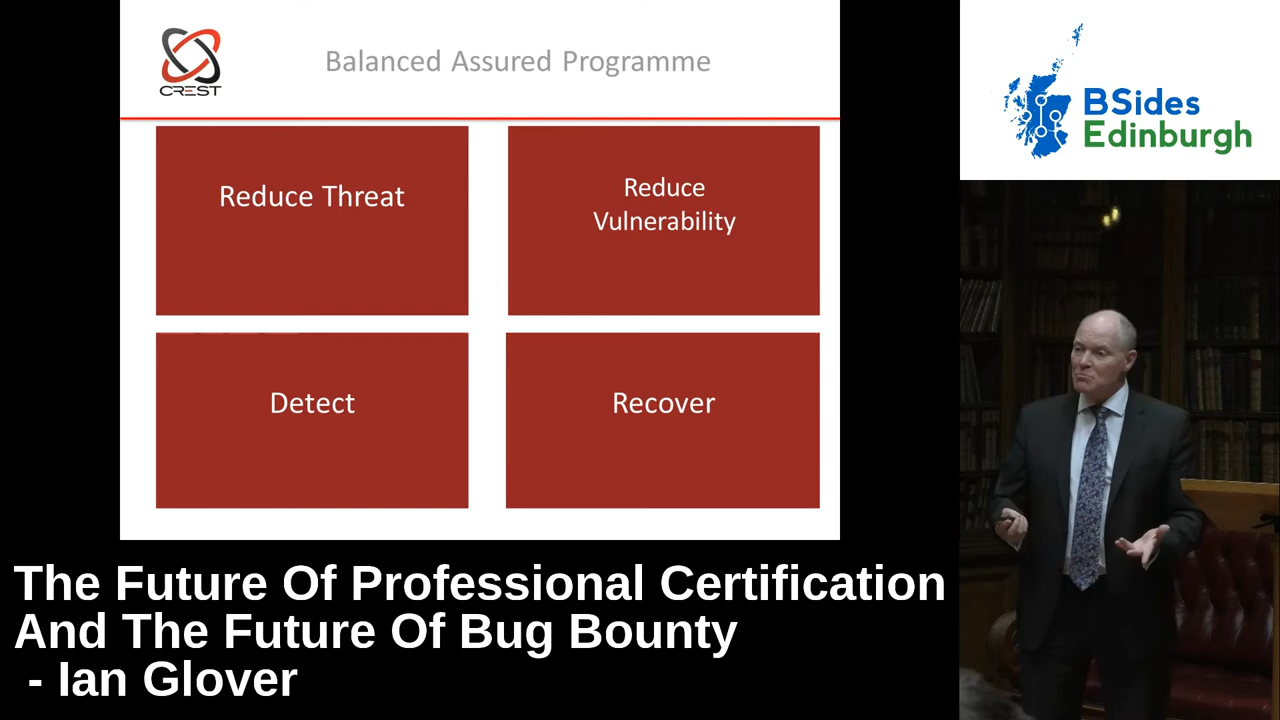 CREST
Balanced Assured Programme
Reduce Threat
Reduce
Vulnerability
Detect
Recover
BSides
Edinburgh
The Future Of Professional Certification
And The Future Of Bug Bounty
- Ian Glover